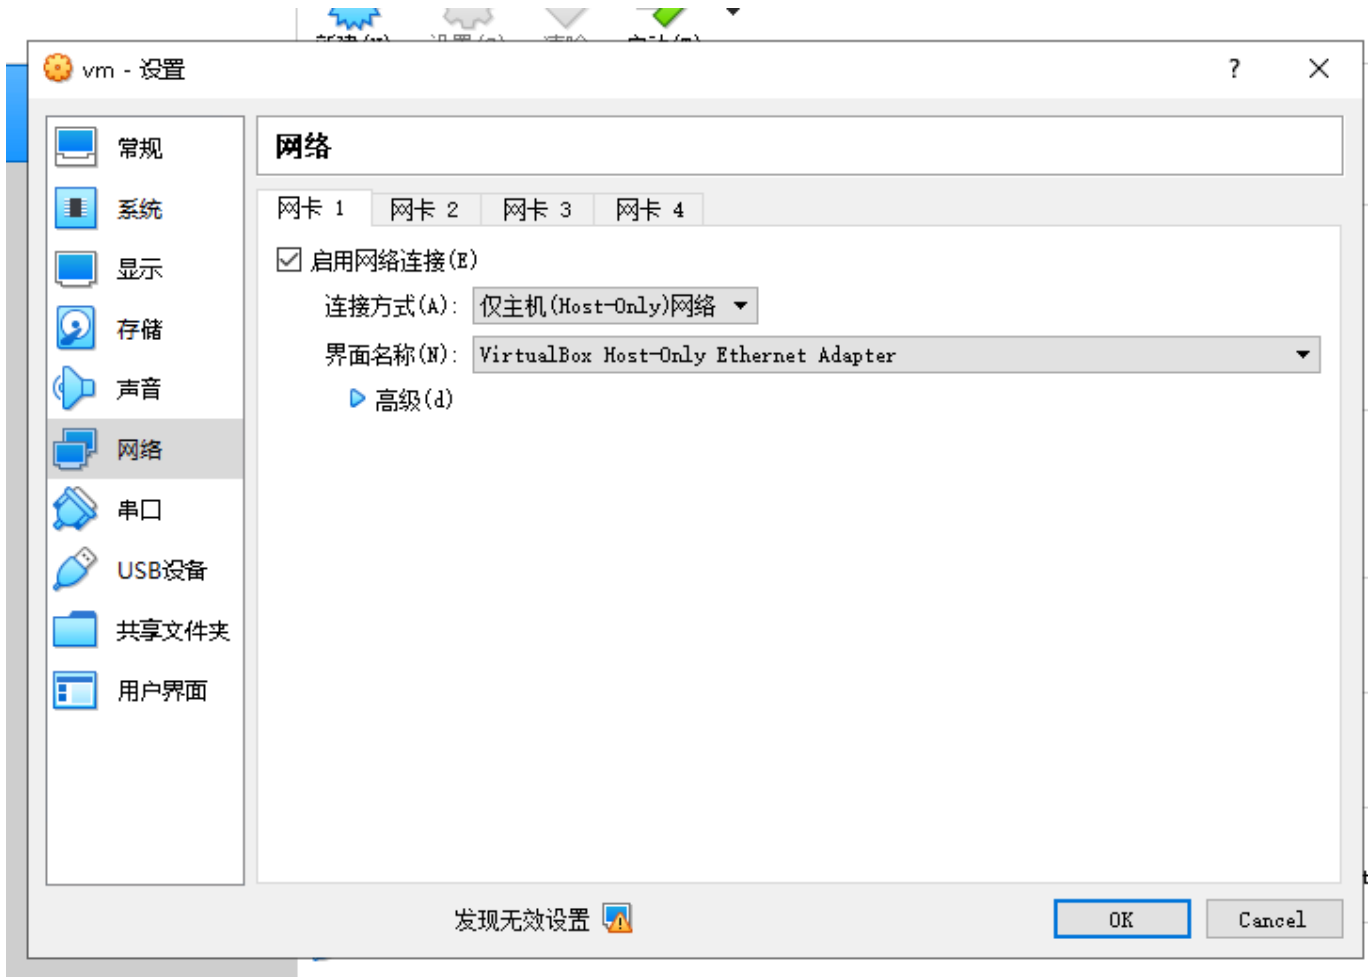 vm - 设置
?
常规
系统
显示
存储
声音
网络
串口
USB设备
共享文件夹
用户界面
网络
网卡 1
网卡 2
网卡 3
网卡 4
启用网络连接(E)
连接方式(A):
仅主机(Host-Only)网络
界面名称(N):
VirtualBox Host-Only Ethernet Adapter
高级(d)
发现无效设置
OK
Cancel